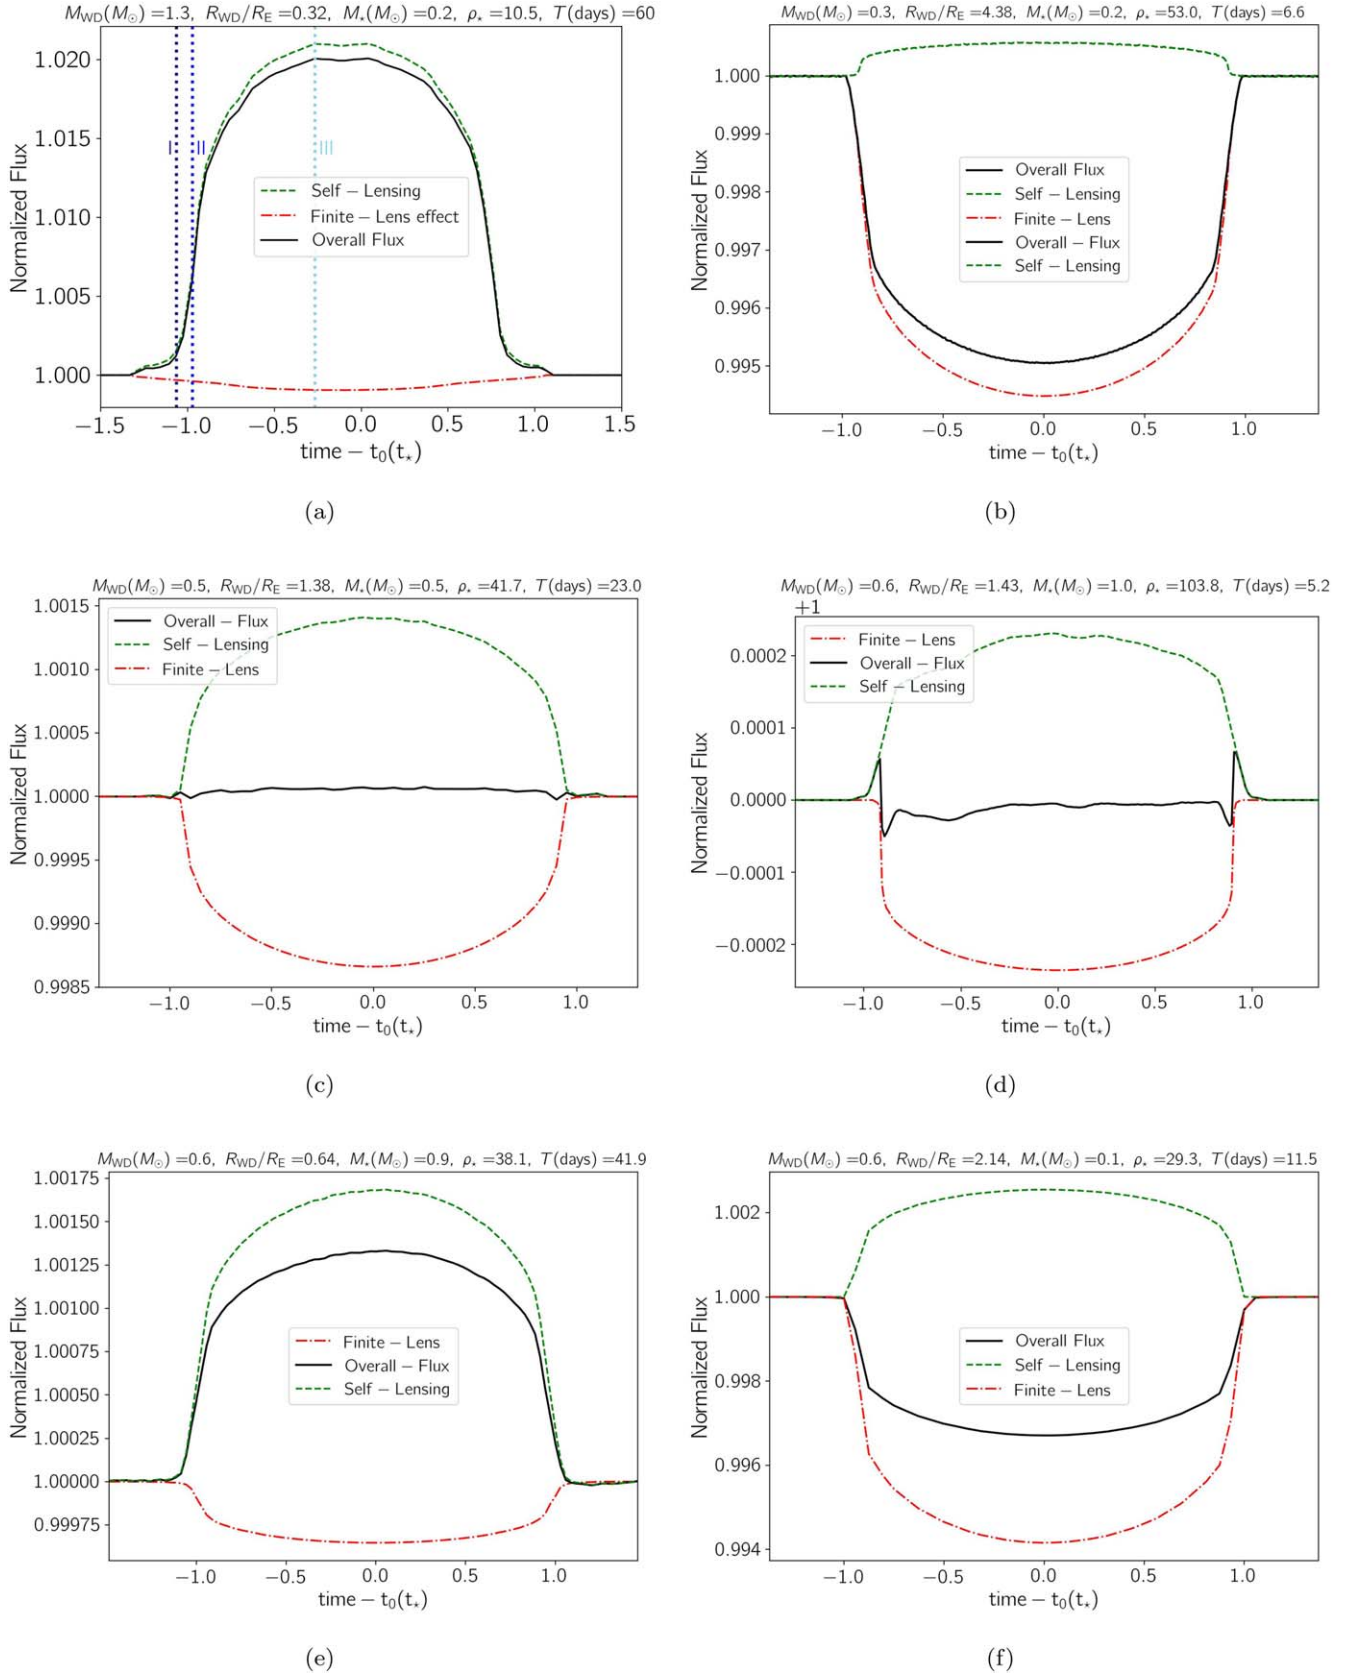 M_WD(M_⊙) =1.3, R_WD/R_E =0.32, M_⋆(M_⊙) =0.2, ρ_⋆ =10.5, T(days) =60
1.020
1.015
1.010
1.005
1.000
Normalized Flux
I
II
III
Self − Lensing
Finite − Lens effect
Overall Flux
−1.5 −1.0 −0.5 0.0 0.5 1.0 1.5
time − t₀(t⋆)
(a)
M_WD(M_⊙) =0.3, R_WD/R_E =4.38, M_⋆(M_⊙) =0.2, ρ_⋆ =53.0, T(days) =6.6
1.000
0.999
0.998
0.997
0.996
0.995
Normalized Flux
Overall Flux
Self − Lensing
Finite − Lens
Overall − Flux
Self − Lensing
−1.0 −0.5 0.0 0.5 1.0
time − t₀(t⋆)
(b)
M_WD(M_⊙) =0.5, R_WD/R_E =1.38, M_⋆(M_⊙) =0.5, ρ_⋆ =41.7, T(days) =23.0
1.0015
1.0010
1.0005
1.0000
0.9995
0.9990
0.9985
Normalized Flux
Overall − Flux
Self − Lensing
Finite − Lens
−1.0 −0.5 0.0 0.5 1.0
time − t₀(t⋆)
(c)
M_WD(M_⊙) =0.6, R_WD/R_E =1.43, M_⋆(M_⊙) =1.0, ρ_⋆ =103.8, T(days) =5.2
+1
0.0002
0.0001
0.0000
−0.0001
−0.0002
Normalized Flux
Finite − Lens
Overall − Flux
Self − Lensing
−1.0 −0.5 0.0 0.5 1.0
time − t₀(t⋆)
(d)
M_WD(M_⊙) =0.6, R_WD/R_E =0.64, M_⋆(M_⊙) =0.9, ρ_⋆ =38.1, T(days) =41.9
1.00175
1.00150
1.00125
1.00100
1.00075
1.00050
1.00025
1.00000
0.99975
Normalized Flux
Finite − Lens
Overall − Flux
Self − Lensing
−1.0 −0.5 0.0 0.5 1.0
time − t₀(t⋆)
(e)
M_WD(M_⊙) =0.6, R_WD/R_E =2.14, M_⋆(M_⊙) =0.1, ρ_⋆ =29.3, T(days) =11.5
1.002
1.000
0.998
0.996
0.994
Normalized Flux
Overall Flux
Self − Lensing
Finite − Lens
−1.0 −0.5 0.0 0.5 1.0
time − t₀(t⋆)
(f)